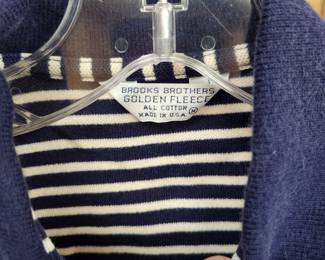 BROOKS BROTHERS
GOLDEN FLEECE
ALL COTTON
MADE IN U.S.A. M